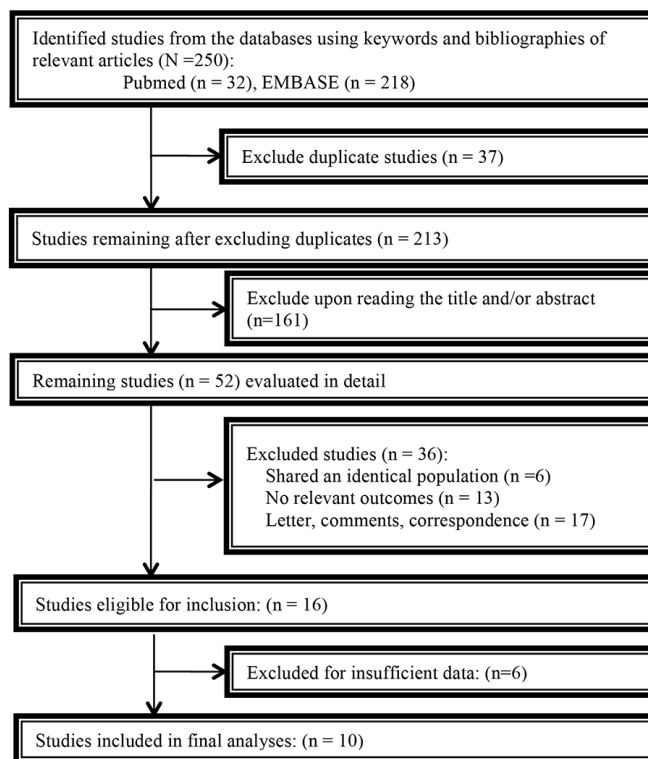 Identified studies from the databases using keywords and bibliographies of
relevant articles (N =250):
Pubmed (n = 32), EMBASE (n = 218)
Exclude duplicate studies (n = 37)
Studies remaining after excluding duplicates (n = 213)
Exclude upon reading the title and/or abstract
(n=161)
Remaining studies (n = 52) evaluated in detail
Excluded studies (n = 36):
Shared an identical population (n =6)
No relevant outcomes (n = 13)
Letter, comments, correspondence (n = 17)
Studies eligible for inclusion: (n = 16)
Excluded for insufficient data: (n=6)
Studies included in final analyses: (n = 10)